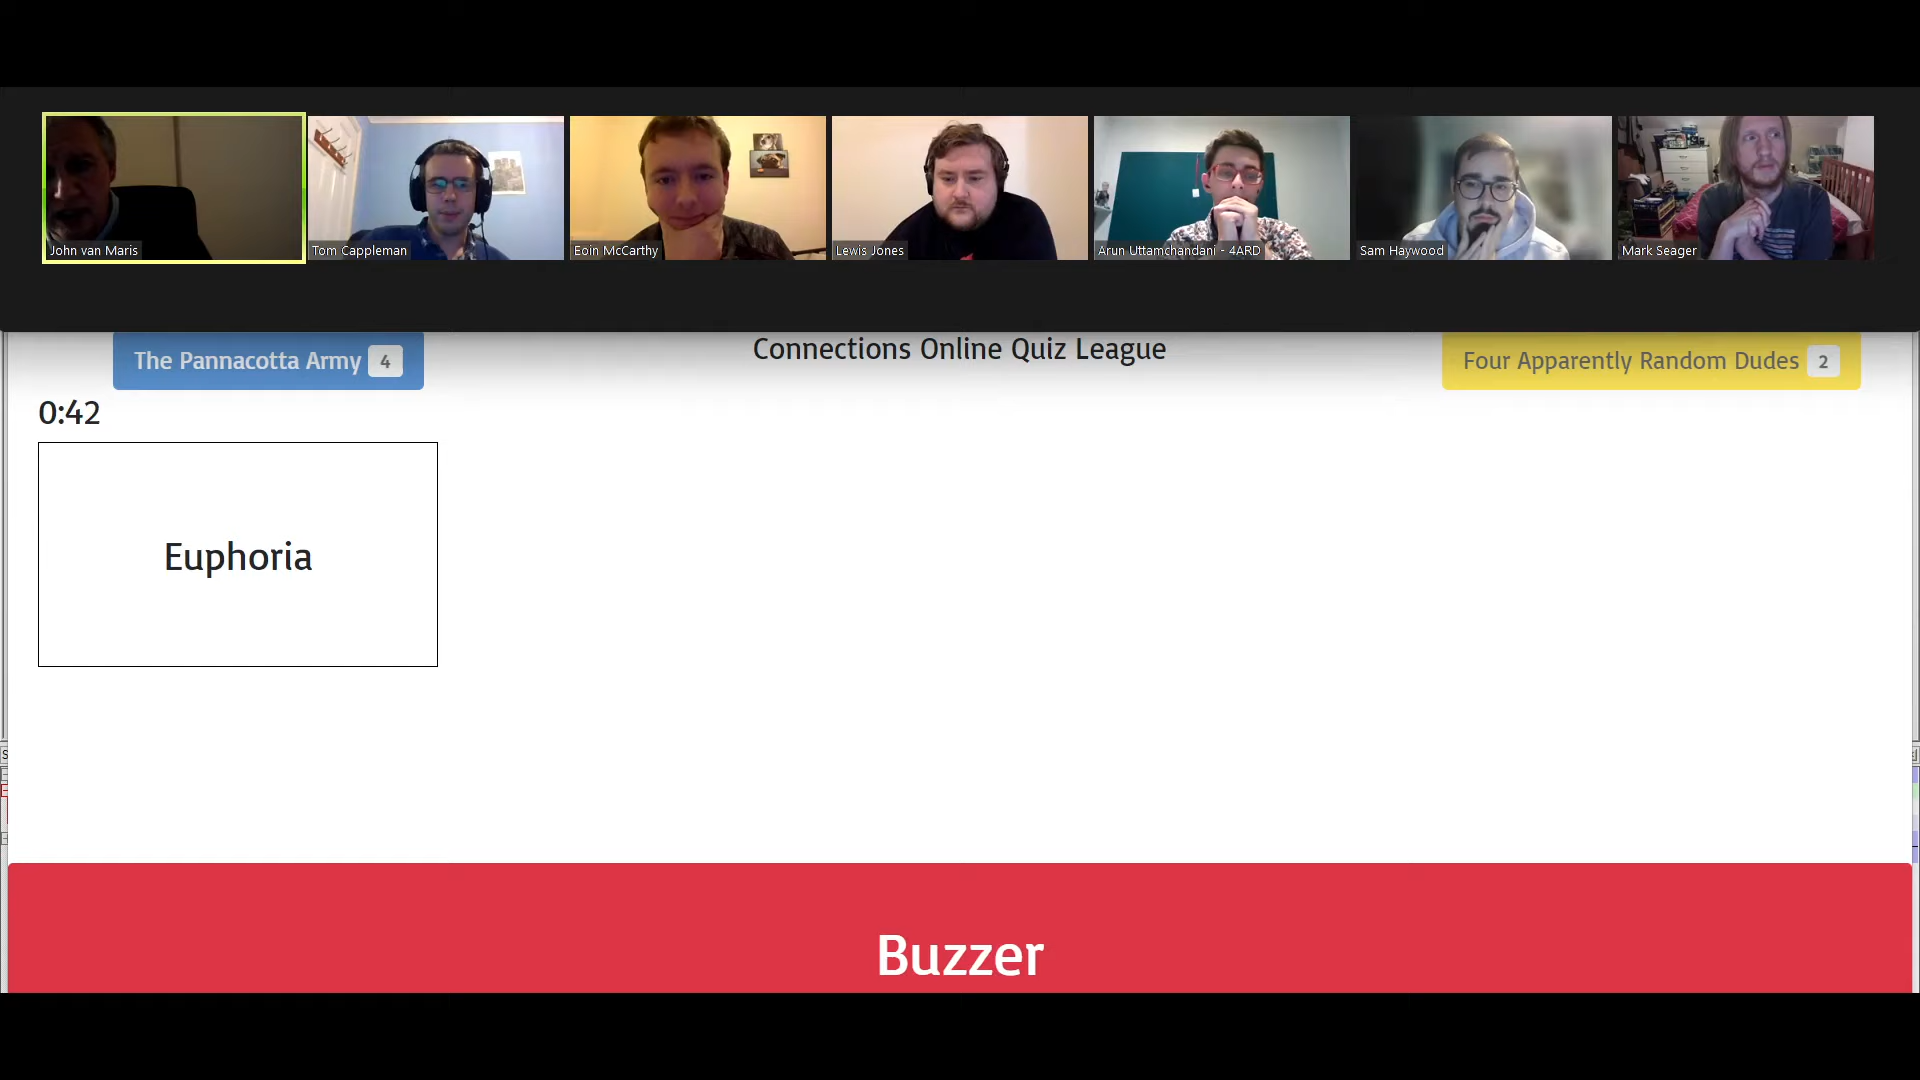 John van Maris
Tom Cappleman
Eoin McCarthy
Lewis Jones
Arun Uttamchandani - 4ARD
Sam Haywood
Mark Seager
The Pannacotta Army 4
Connections Online Quiz League
Four Apparently Random Dudes 2
0:42
Euphoria
Buzzer